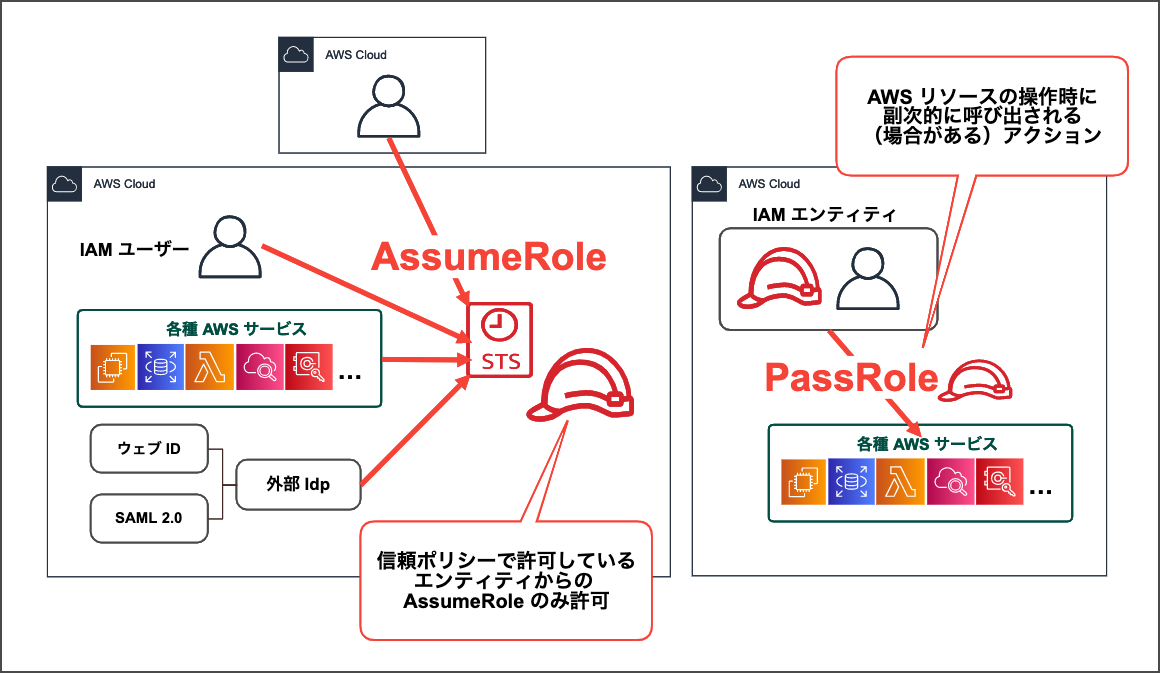 AWS Cloud
AWS リソースの操作時に
副次的に呼び出される
（場合がある）アクション
AWS Cloud
IAM ユーザー
AssumeRole
各種 AWS サービス
...
STS
ウェブ ID
SAML 2.0
外部 Idp
信頼ポリシーで許可している
エンティティからの
AssumeRole のみ許可
AWS Cloud
IAM エンティティ
PassRole
各種 AWS サービス
...